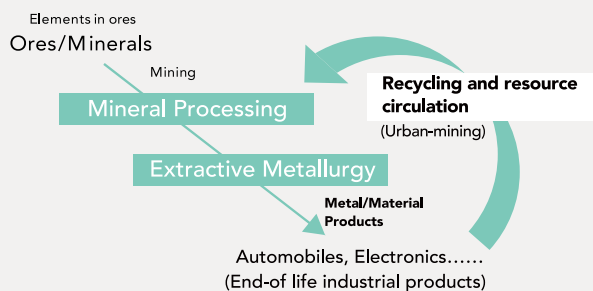 Elements in ores
Ores/Minerals
Mining
Mineral Processing
Recycling and resource
circulation
(Urban-mining)
Extractive Metallurgy
Metal/Material
Products
Automobiles, Electronics......
(End-of life industrial products)